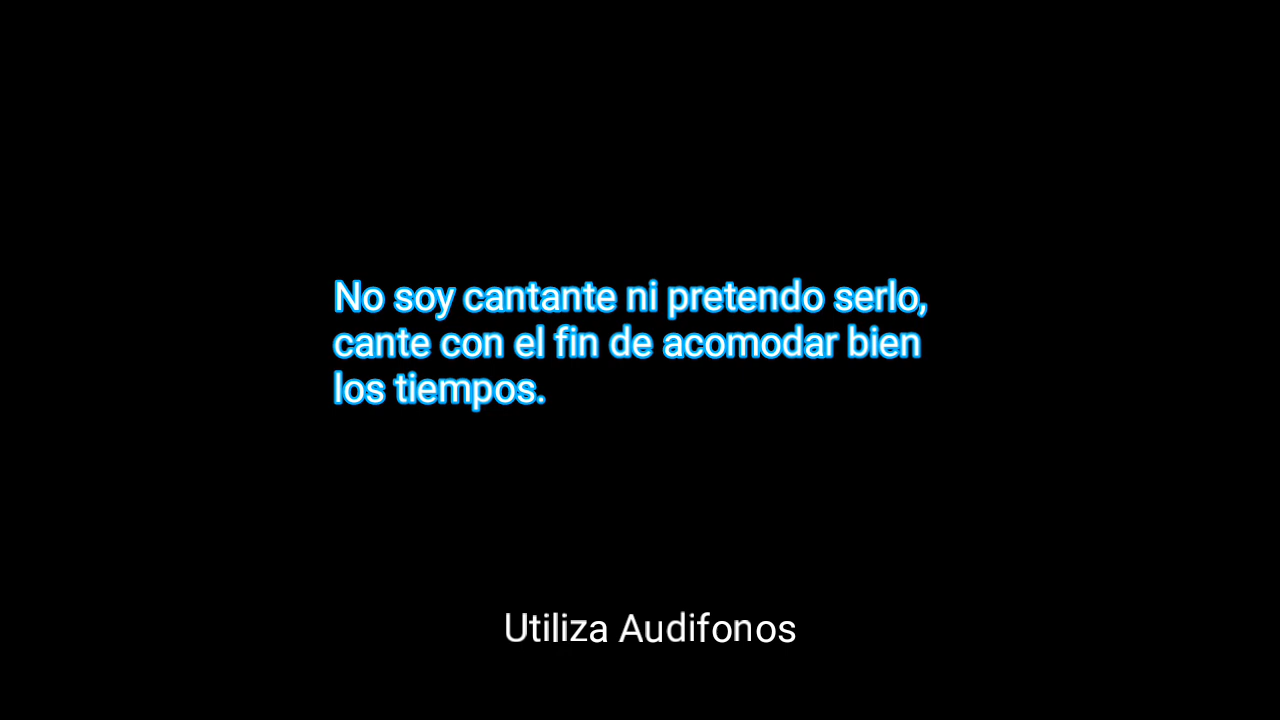 No soy cantante ni pretendo serlo,
cante con el fin de acomodar bien
los tiempos.
Utiliza Audifonos